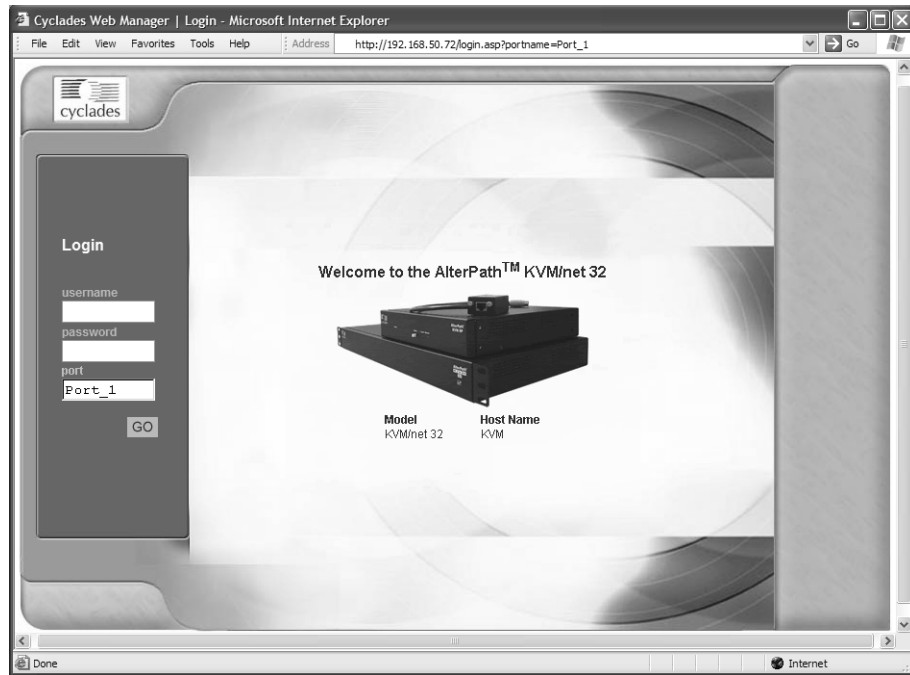 Cyclades Web Manager | Login - Microsoft Internet Explorer
File Edit View Favorites Tools Help Address http://192.168.50.72/login.asp?portname=Port_1 Go
cyclades
Login
username
password
port
Port_1
GO
Welcome to the AlterPath™ KVM/net 32
Model Host Name
KVM/net 32 KVM
Done Internet